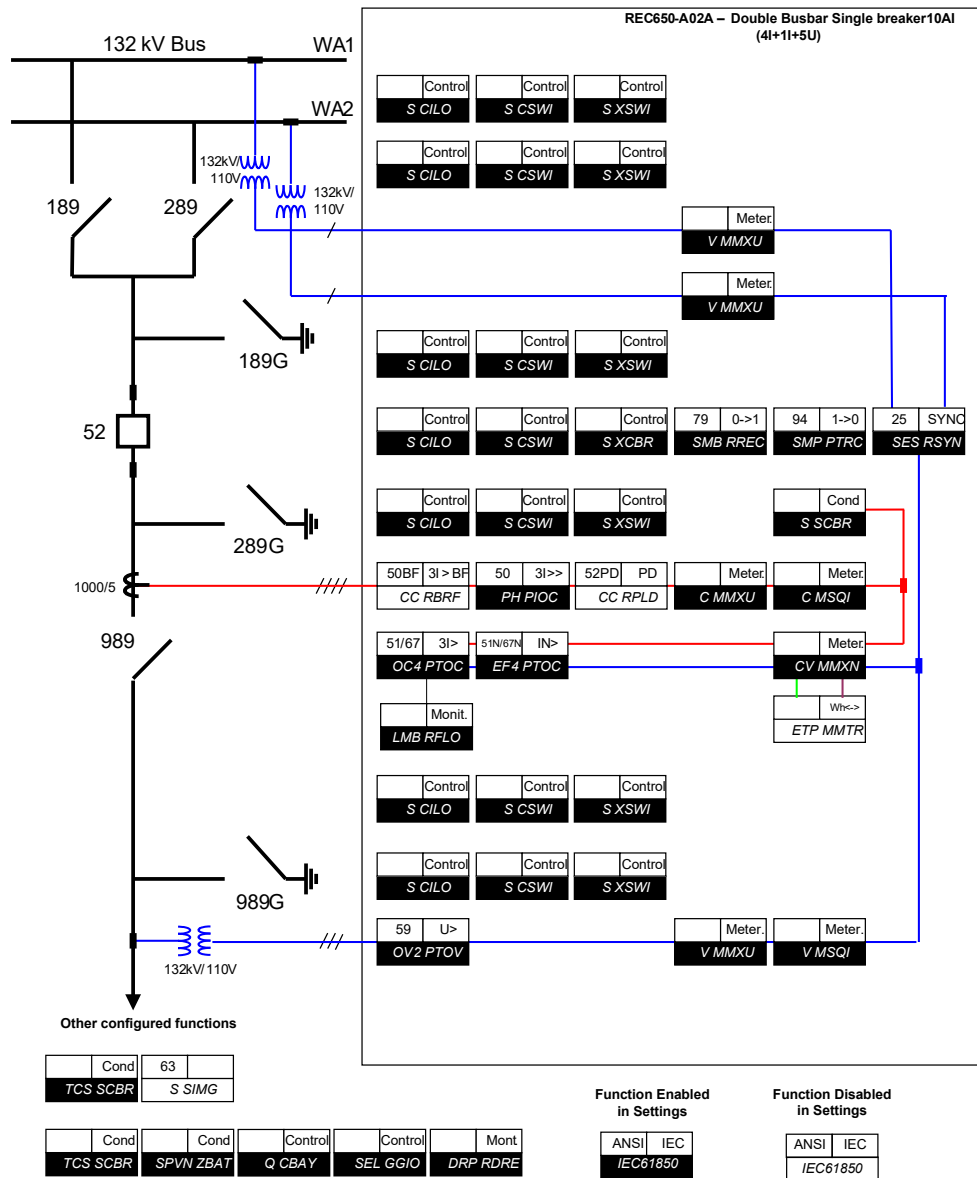 REC650-A02A – Double Busbar Single breaker10AI
(4I+1I+5U)
132 kV Bus
WA1
WA2
Control Control Control
S CILO S CSWI S XSWI
Control Control Control
S CILO S CSWI S XSWI
132kV/
110V
132kV/
110V
189
289
Meter.
V MMXU
Meter.
V MMXU
189G
Control Control Control
S CILO S CSWI S XSWI
52
Control Control Control 79 0->1 94 1->0 25 SYNC
S CILO S CSWI S XCBR SMB RREC SMP PTRC SES RSYN
289G
Control Control Control Cond
S CILO S CSWI S XSWI S SCBR
1000/5
50BF 3I>BF 50 3I>> 52PD PD Meter. Meter.
CC RBRF PH PIOC CC RPLD C MMXU C MSQI
989
51/67 3I> 51N/67N IN> Meter.
OC4 PTOC EF4 PTOC CV MMXN
Monit. Wh<->
LMB RFLO ETP MMTR
Control Control Control
S CILO S CSWI S XSWI
989G
Control Control Control
S CILO S CSWI S XSWI
59 U> Meter. Meter.
OV2 PTOV V MMXU V MSQI
132kV/110V
Other configured functions
Cond 63
TCS SCBR S SIMG
Function Enabled
in Settings
Function Disabled
in Settings
Cond Cond Control Control Mont
TCS SCBR SPVN ZBAT Q CBAY SEL GGIO DRP RDRE
ANSI IEC
IEC61850
ANSI IEC
IEC61850